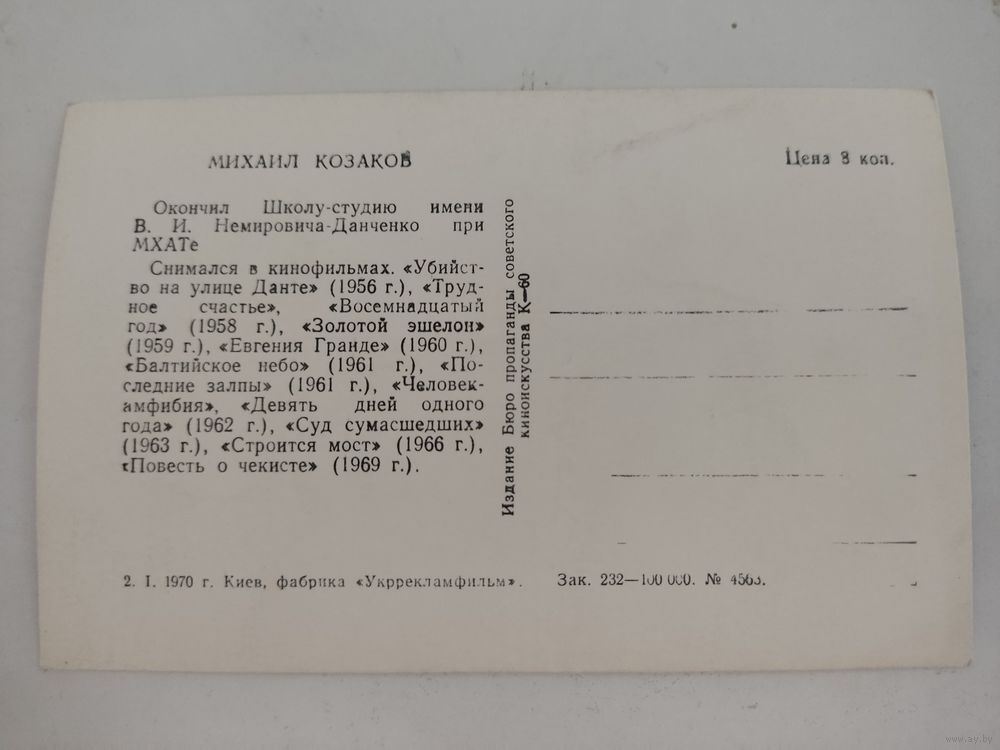 МИХАИЛ КОЗАКОВ
Цена 8 коп.
Окончил Школу-студию имени
В. И. Немировича-Данченко при
МХАТе
Снимался в кинофильмах. «Убийст-
во на улице Данте» (1956 г.), «Труд-
ное счастье», «Восемнадцатый
год» (1958 г.), «Золотой эшелон»
(1959 г.), «Евгения Гранде» (1960 г.),
«Балтийское небо» (1961 г.), «По-
следние залпы» (1961 г.), «Человек-
амфибия», «Девять дней одного
года» (1962 г.), «Суд сумасшедших»
(1963 г.), «Строится мост» (1966 г.),
«Повесть о чекисте» (1969 г.).
Издание Бюро пропаганды советского
киноискусства К—60
2. I. 1970 г. Киев, фабрика «Укррекламфильм».
Зак. 232—100 000. №
www.ay.by